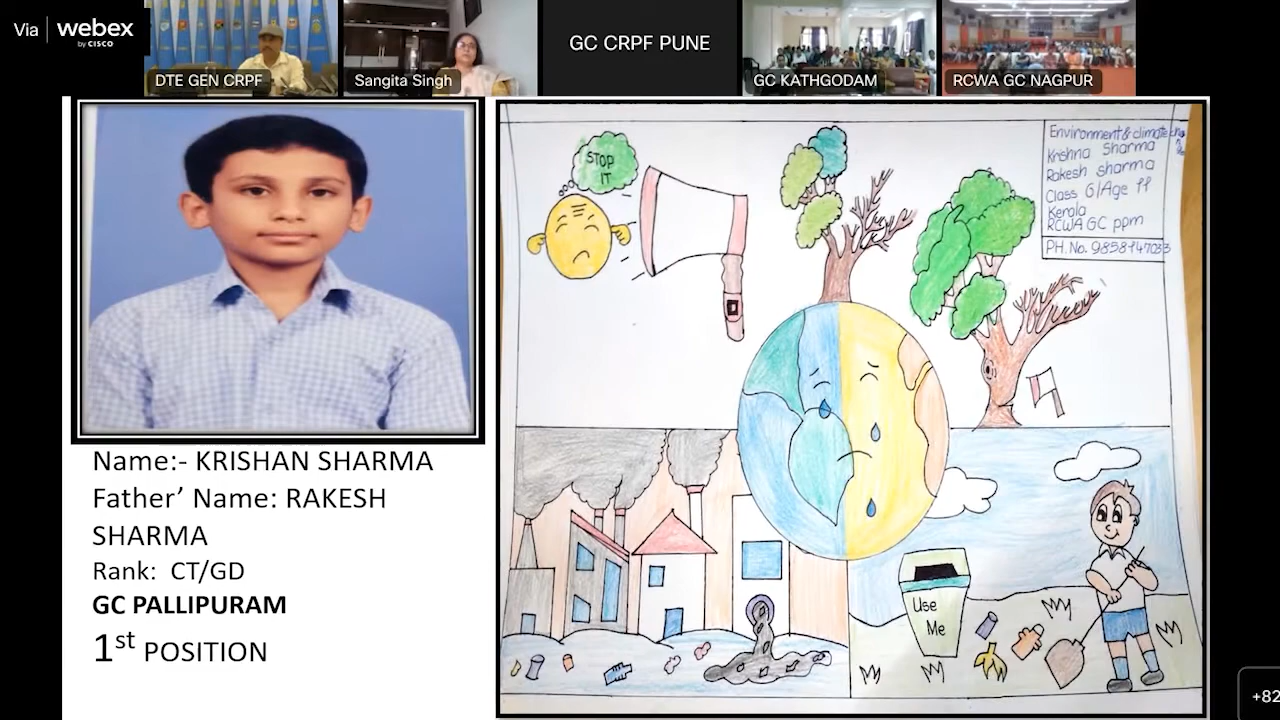 Via webex
by CISCO
DTE GEN CRPF
Sangita Singh
GC CRPF PUNE
GC KATHGODAM
RCWA GC NAGPUR
Name:- KRISHAN SHARMA
Father’ Name: RAKESH
SHARMA
Rank: CT/GD
GC PALLIPURAM
1st POSITION
STOP
IT
Environment & climate
Krishna Sharma
Rakesh sharma
Class 6/Age 11
Kerala
RCWA GC ppm
PH. No.
Use
Me
+82